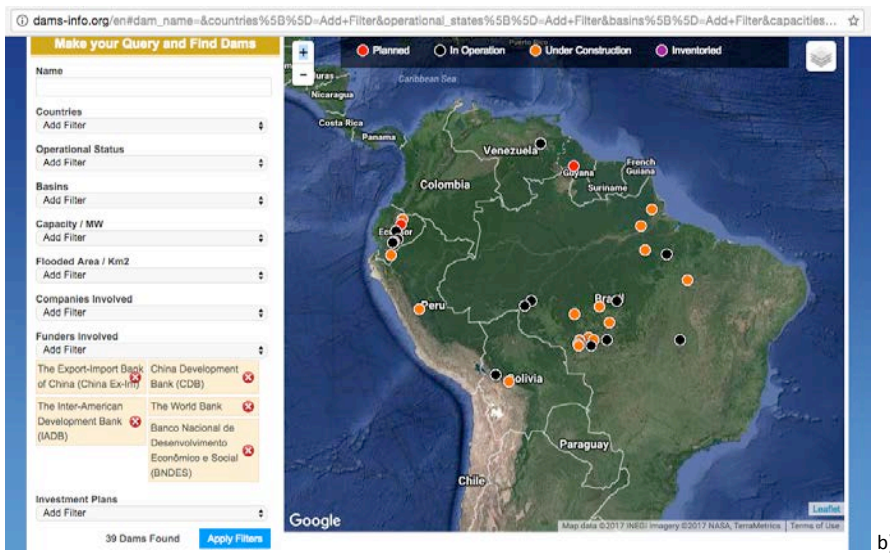 dams-info.org/en#dam_name=&countries%5B%5D=Add+Filter&operational_states%5B%5D=Add+Filter&basins%5B%5D=Add+Filter&capacities...
Make your Query and Find Dams
Name
Countries
Add Filter
Operational Status
Add Filter
Basins
Add Filter
Capacity / MW
Add Filter
Flooded Area / Km2
Add Filter
Companies Involved
Add Filter
Funders Involved
Add Filter
The Export-Import Bank
of China (China Ex-Im)
China Development
Bank (CDB)
The Inter-American
Development Bank
(IADB)
The World Bank
Banco Nacional de
Desenvolvimento
Econômico e Social
(BNDES)
Investment Plans
Add Filter
39 Dams Found
Apply Filters
+
-
Planned
In Operation
Under Construction
Inventoried
Puerto Rico
Caribbean Sea
Nicaragua
Costa Rica
Panama
Venezuela
Guyana
French
Guiana
Suriname
Colombia
Ecuador
Peru
Brasil
Bolivia
Paraguay
Chile
Google
Leaflet
Map data ©2017 INEGI Imagery ©2017 NASA, TerraMetrics
Terms of Use
b